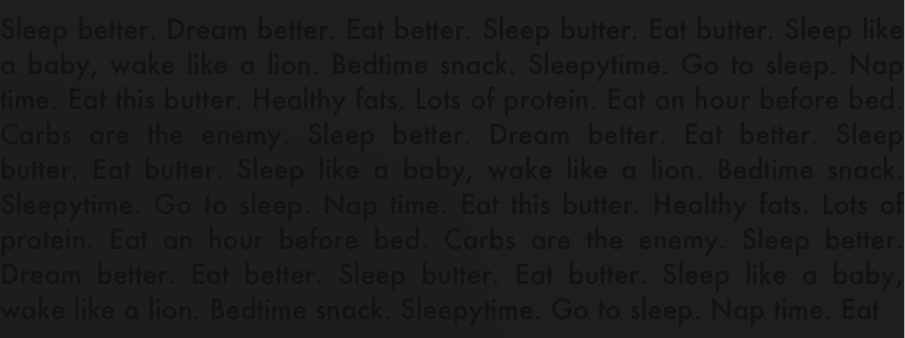 Sleep better. Dream better. Eat better. Sleep butter. Eat butter. Sleep like
a baby, wake like a lion. Bedtime snack. Sleepytime. Go to sleep. Nap
time. Eat this butter. Healthy fats. Lots of protein. Eat an hour before bed.
Carbs are the enemy. Sleep better. Dream better. Eat better. Sleep
butter. Eat butter. Sleep like a baby, wake like a lion. Bedtime snack.
Sleepytime. Go to sleep. Nap time. Eat this butter. Healthy fats. Lots of
protein. Eat an hour before bed. Carbs are the enemy. Sleep better.
Dream better. Eat better. Sleep butter. Eat butter. Sleep like a baby,
wake like a lion. Bedtime snack. Sleepytime. Go to sleep. Nap time. Eat